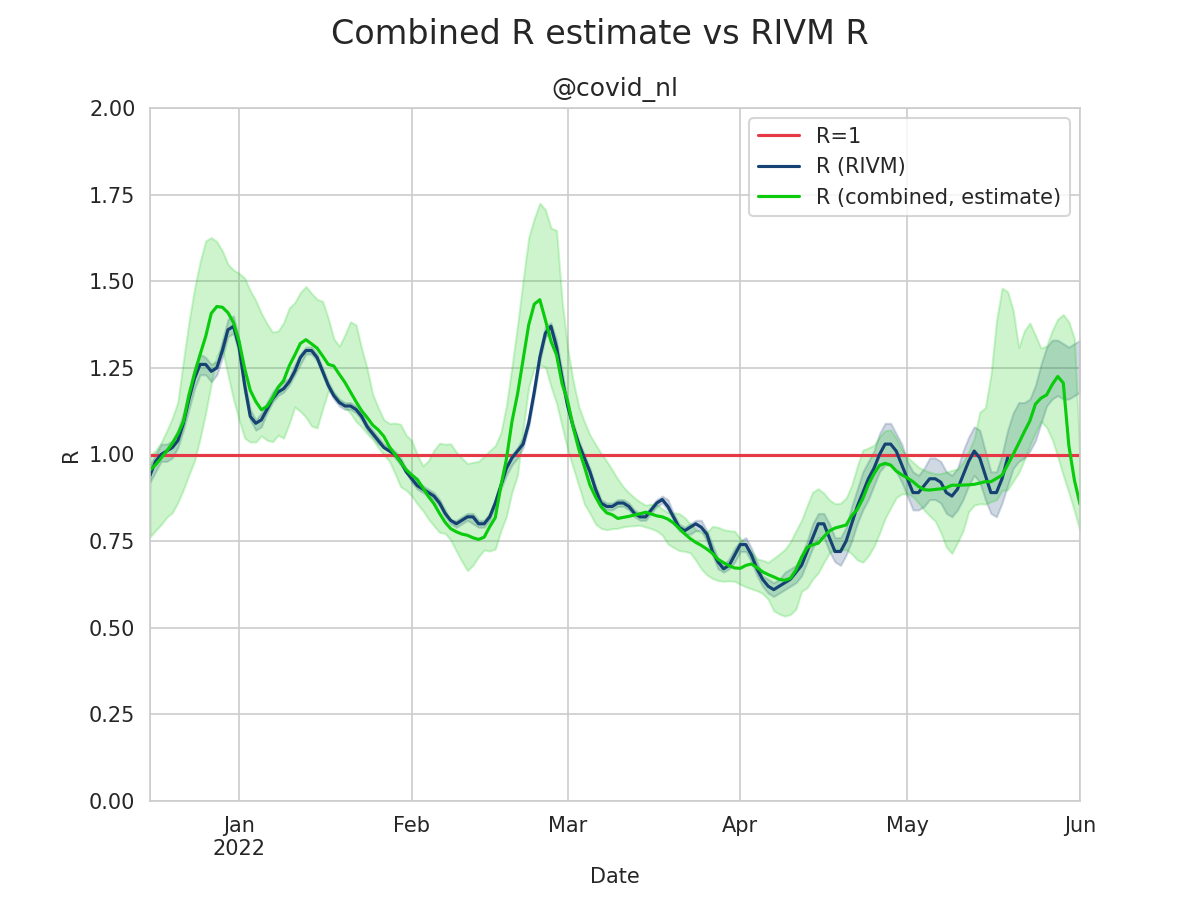 Combined R estimate vs RIVM R
@covid_nl
R=1
R (RIVM)
R (combined, estimate)
2.00
1.75
1.50
1.25
1.00
0.75
0.50
0.25
0.00
R
Jan
2022
Feb
Mar
Apr
May
Jun
Date